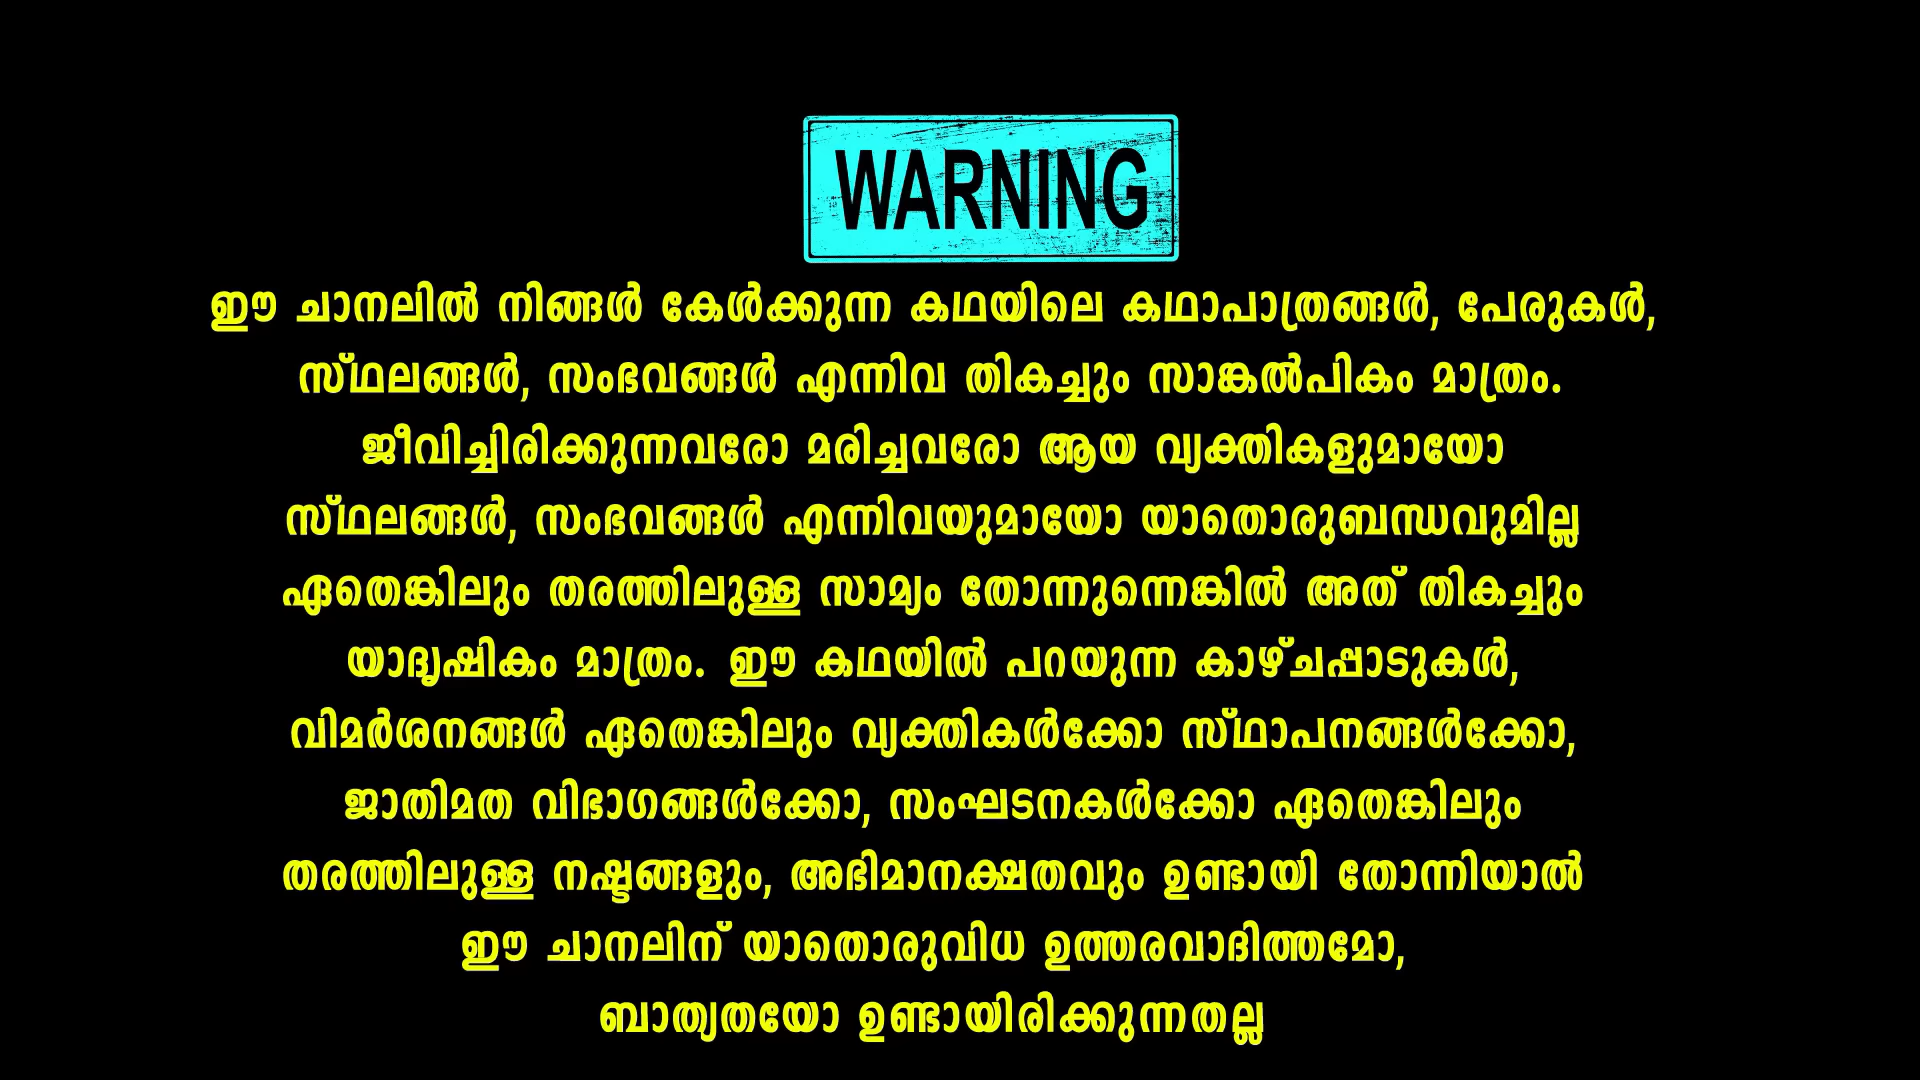 WARNING
ഈ ചാനലിൽ നിങ്ങൾ കേൾക്കുന്ന കഥയിലെ കഥാപാത്രങ്ങൾ, പേരുകൾ,
സ്ഥലങ്ങൾ, സംഭവങ്ങൾ എന്നിവ തികച്ചും സാങ്കൽപികം മാത്രം.
ജീവിച്ചിരിക്കുന്നവരോ മരിച്ചവരോ ആയ വ്യക്തികളുമായോ
സ്ഥലങ്ങൾ, സംഭവങ്ങൾ എന്നിവയുമായോ യാതൊരുബന്ധവുമില്ല
ഏതെങ്കിലും തരത്തിലുള്ള സാമ്യം തോന്നുന്നെങ്കിൽ അത് തികച്ചും
യാദൃഷികം മാത്രം. ഈ കഥയിൽ പറയുന്ന കാഴ്ചപ്പാടുകൾ,
വിമർശനങ്ങൾ ഏതെങ്കിലും വ്യക്തികൾക്കോ സ്ഥാപനങ്ങൾക്കോ,
ജാതിമത വിഭാഗങ്ങൾക്കോ, സംഘടനകൾക്കോ ഏതെങ്കിലും
തരത്തിലുള്ള നഷ്ടങ്ങളും, അഭിമാനക്ഷതവും ഉണ്ടായി തോന്നിയാൽ
ഈ ചാനലിന് യാതൊരുവിധ ഉത്തരവാദിത്തമോ,
ബാത്യതയോ ഉണ്ടായിരിക്കുന്നതല്ല